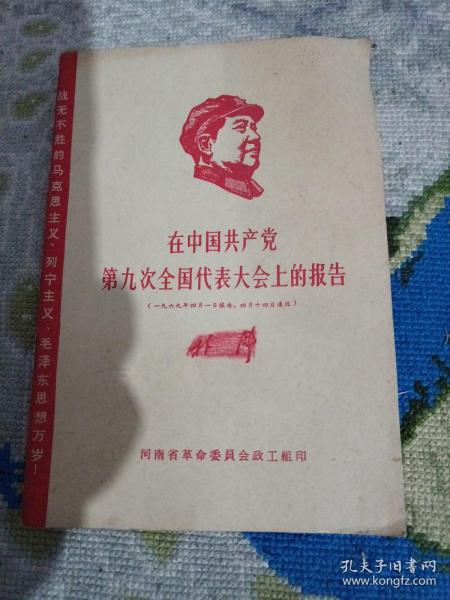 战无不胜的马克思主义、列宁主义、毛泽东思想万岁！
在中国共产党
第九次全国代表大会上的报告
（一九六九年四月一日报告，四月十四日通过）
河南省革命委員会政工組印
孔夫子旧书网
www.kongfz.com